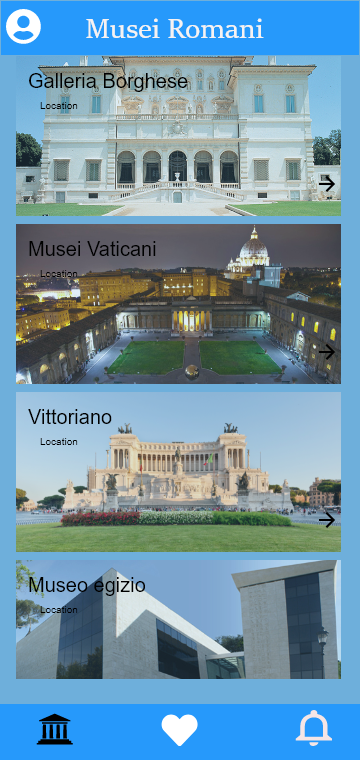 Musei Romani
Galleria Borghese
Location
Musei Vaticani
Location
Vittoriano
Location
Museo egizio
Location